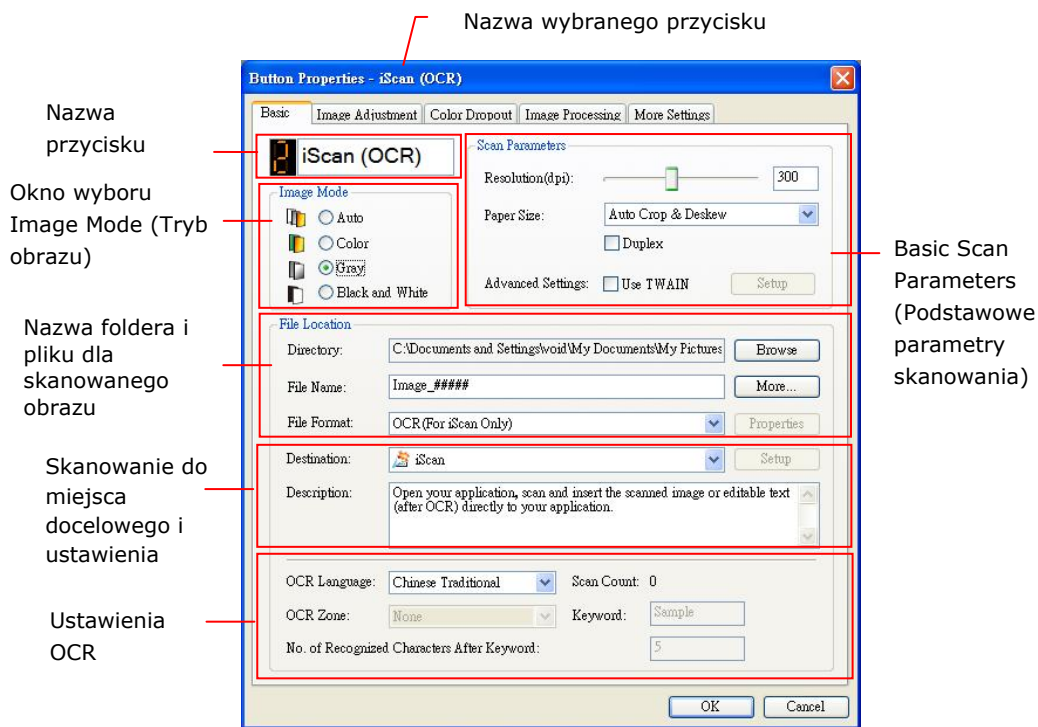 Nazwa wybranego przycisku
Button Properties - iScan (OCR)
Nazwa
przycisku
Basic Image Adjustment Color Dropout Image Processing More Settings
2 iScan (OCR)
Okno wyboru
Image Mode (Tryb
obrazu)
Image Mode
Auto
Color
Gray
Black and White
Scan Parameters
Resolution(dpi): 300
Paper Size: Auto Crop & Deskew
Duplex
Advanced Settings: Use TWAIN Setup
Basic Scan
Parameters
(Podstawowe
parametry
skanowania)
Nazwa foldera i
pliku dla
skanowanego
obrazu
File Location
Directory: C:\Documents and Settings\void\My Documents\My Pictures Browse
File Name: Image_##### More...
File Format: OCR(For iScan Only) Properties
Skanowanie do
miejsca
docelowego i
ustawienia
Destination: iScan Setup
Description: Open your application, scan and insert the scanned image or editable text
(after OCR) directly to your application.
Ustawienia
OCR
OCR Language: Chinese Traditional Scan Count: 0
OCR Zone: None Keyword: Sample
No. of Recognized Characters After Keyword: 5
OK Cancel